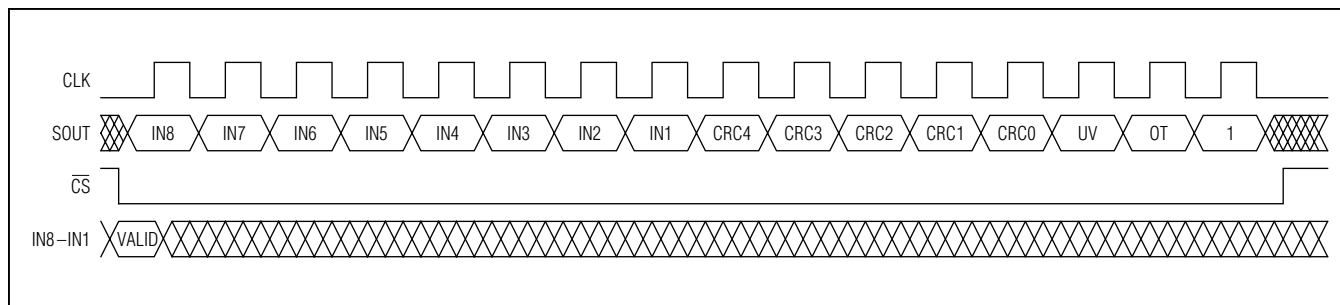 CLK
SOUT IN8 IN7 IN6 IN5 IN4 IN3 IN2 IN1 CRC4 CRC3 CRC2 CRC1 CRC0 UV OT 1
C̅S̅
IN8–IN1 VALID